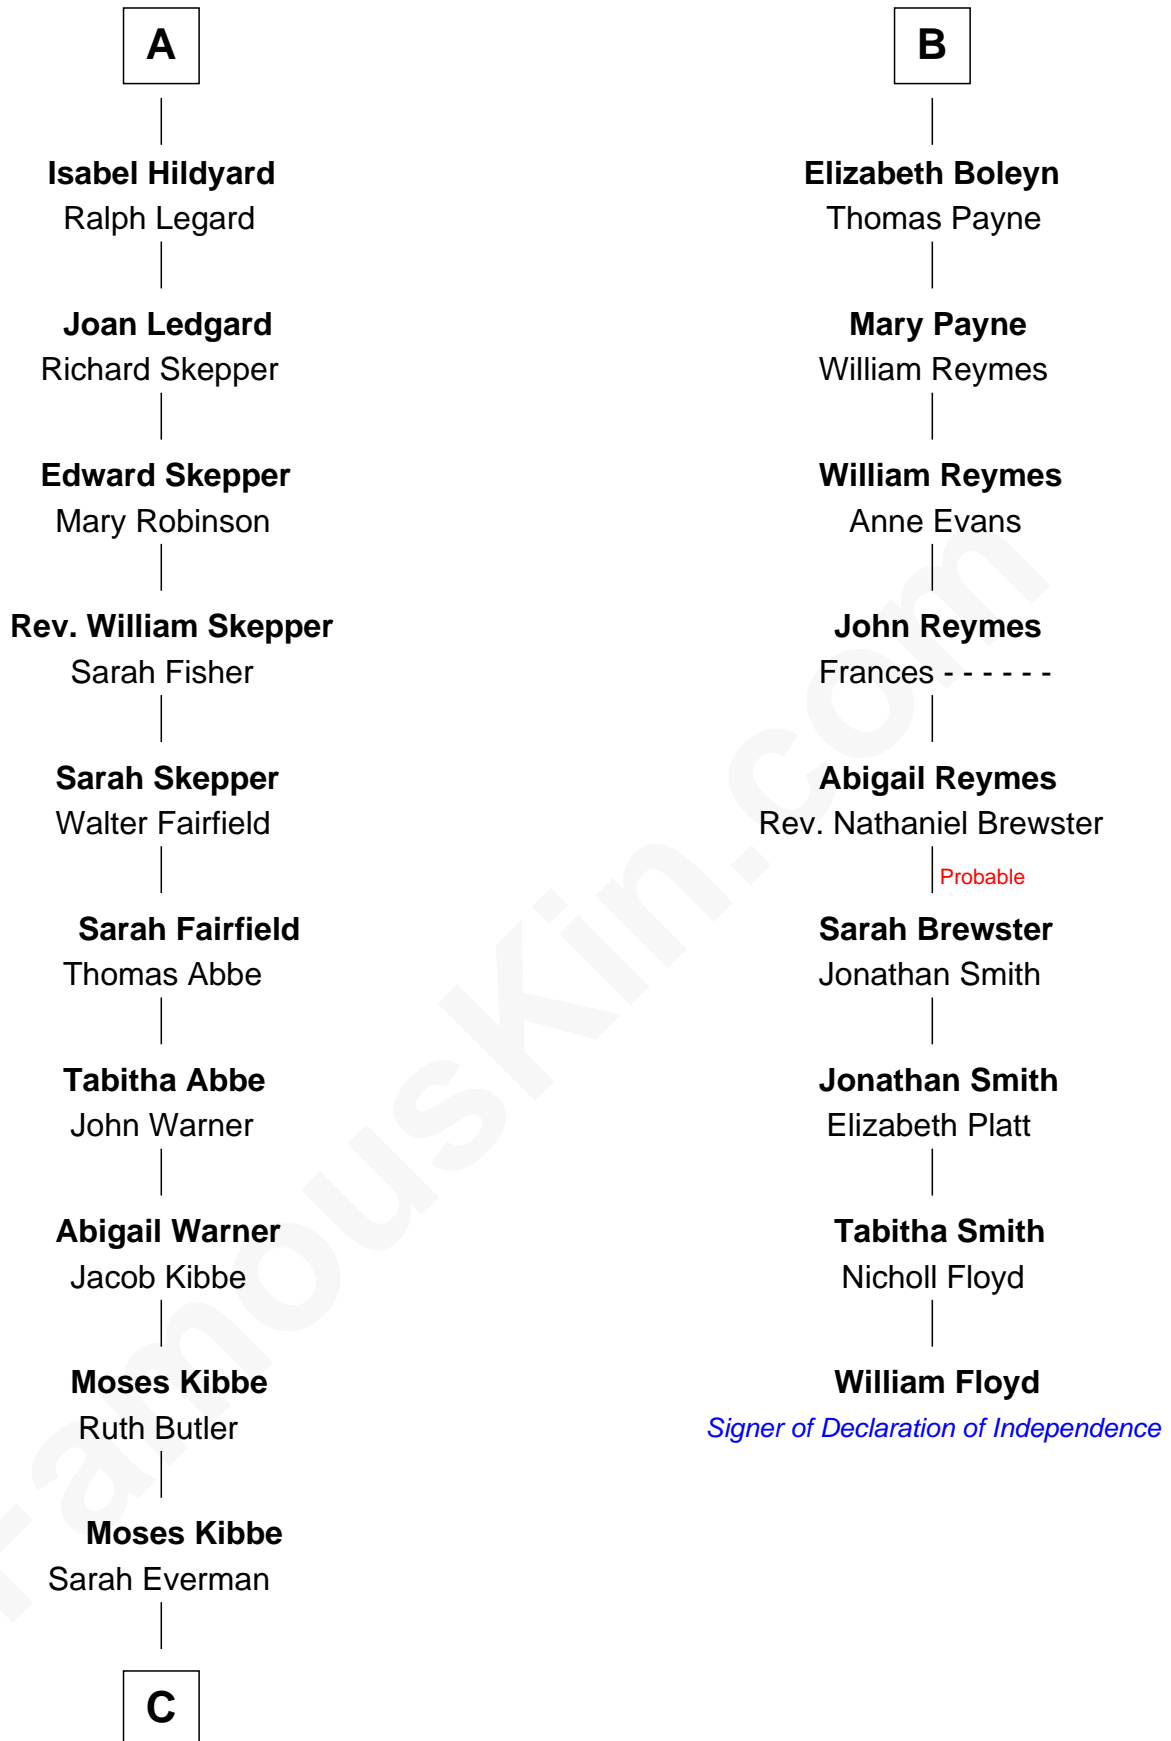 A
Isabel Hildyard
Ralph Legard
Joan Ledgard
Richard Skepper
Edward Skepper
Mary Robinson
Rev. William Skepper
Sarah Fisher
Sarah Skepper
Walter Fairfield
Sarah Fairfield
Thomas Abbe
Tabitha Abbe
John Warner
Abigail Warner
Jacob Kibbe
Moses Kibbe
Ruth Butler
Moses Kibbe
Sarah Everman
C
B
Elizabeth Boleyn
Thomas Payne
Mary Payne
William Reymes
William Reymes
Anne Evans
John Reymes
Frances - - - - - -
Abigail Reymes
Rev. Nathaniel Brewster
Probable
Sarah Brewster
Jonathan Smith
Jonathan Smith
Elizabeth Platt
Tabitha Smith
Nicholl Floyd
William Floyd
Signer of Declaration of Independence
FamousKin.com